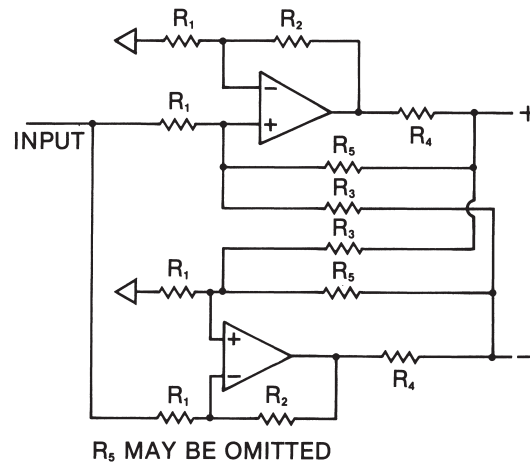 R₁ R₂
R₁
INPUT
R₄
+
R₅
R₃
R₃
R₁
R₅
−
R₄
R₁ R₂
R₅ MAY BE OMITTED